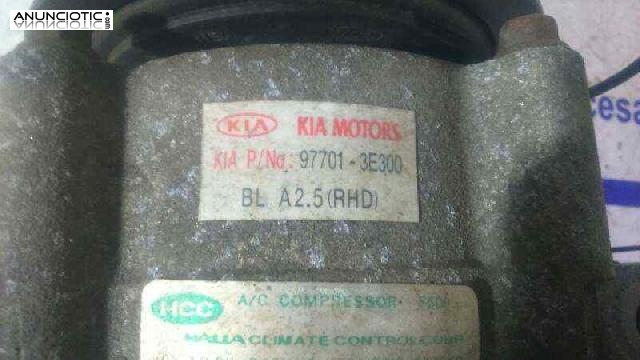 ANUNCIOTIC.com
KIA KIA MOTORS
KIA P/No.: 97701-3E300
BL A2.5(RHD)
HCC A/C COMPRESSOR
HALLA CLIMATE CONTROL CORP
cesa